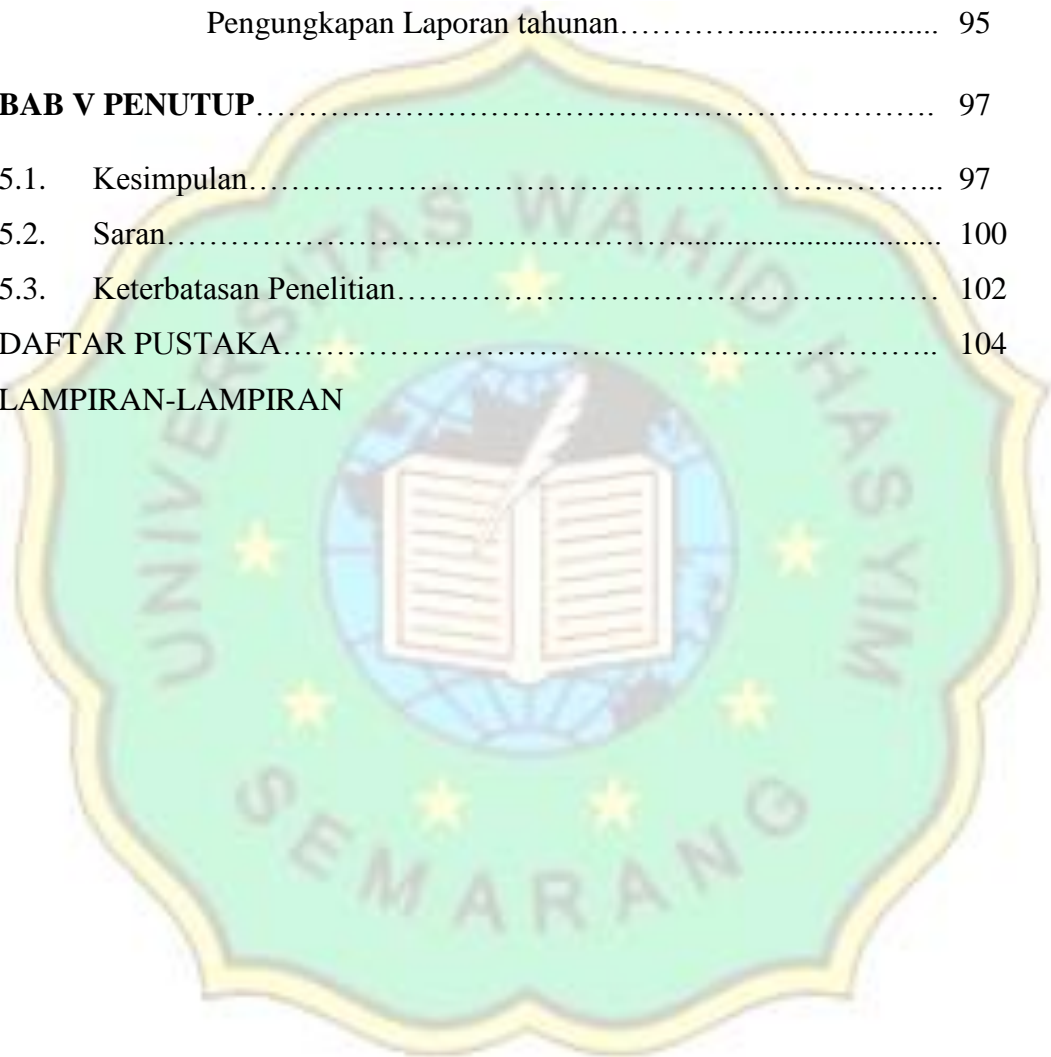 Pengungkapan Laporan tahunan…………....................... 95
BAB V PENUTUP……………………………………………………………. 97
5.1. Kesimpulan…………………………………………………………... 97
5.2. Saran……………………………………………............................. 100
5.3. Keterbatasan Penelitian……………………………………………… 102
DAFTAR PUSTAKA……………………………………………………….. 104
LAMPIRAN-LAMPIRAN
UNIVERSITAS WAHID HASYIM
SEMARANG